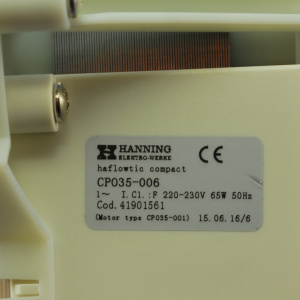 HANNING
ELEKTRO-WERKE
CE
haflowtic compact
CP035-006
1~ I.Cl.:F 220-230V 65W 50Hz
Cod. 41901561
(Motor type CP035-001) 15.06.16/6